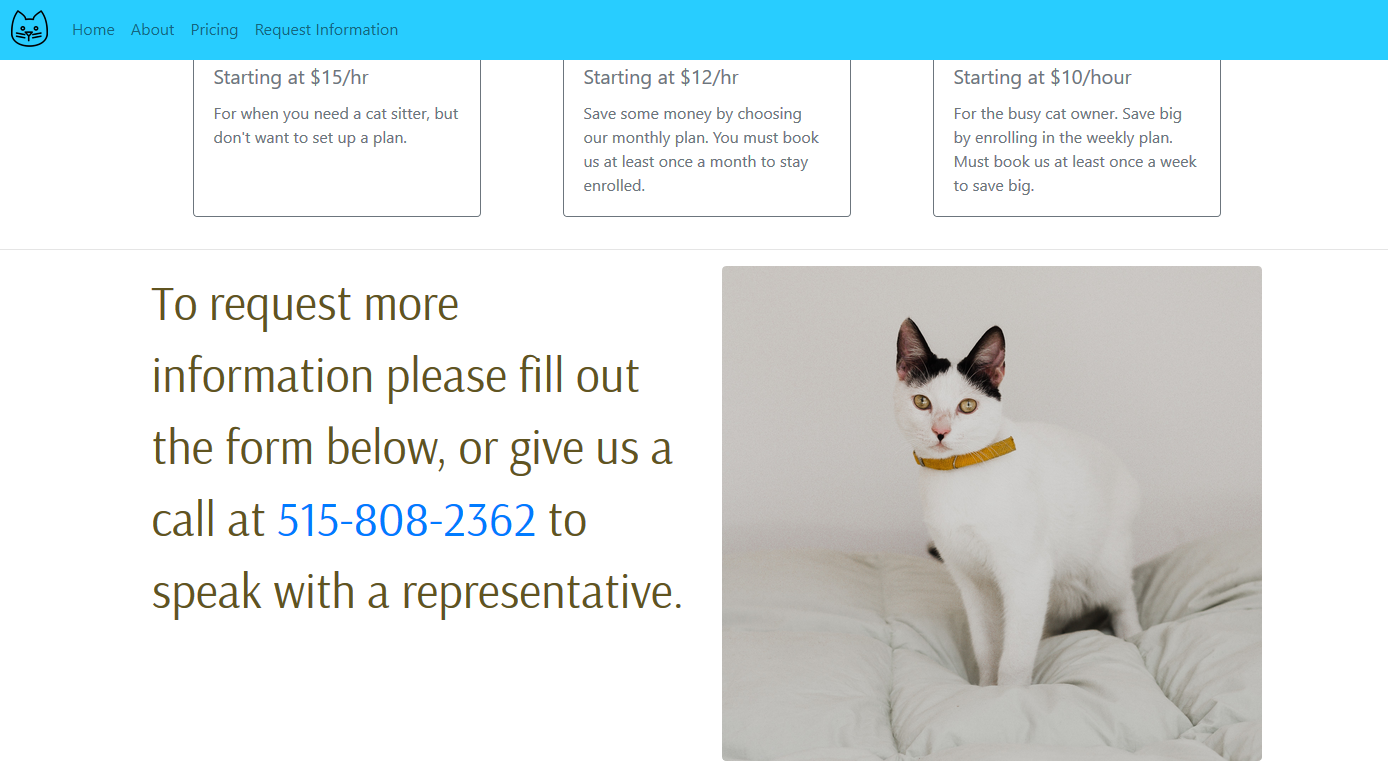 Home About Pricing Request Information
Starting at $15/hr
For when you need a cat sitter, but
don't want to set up a plan.
Starting at $12/hr
Save some money by choosing
our monthly plan. You must book
us at least once a month to stay
enrolled.
Starting at $10/hour
For the busy cat owner. Save big
by enrolling in the weekly plan.
Must book us at least once a week
to save big.
To request more
information please fill out
the form below, or give us a
call at 515-808-2362 to
speak with a representative.